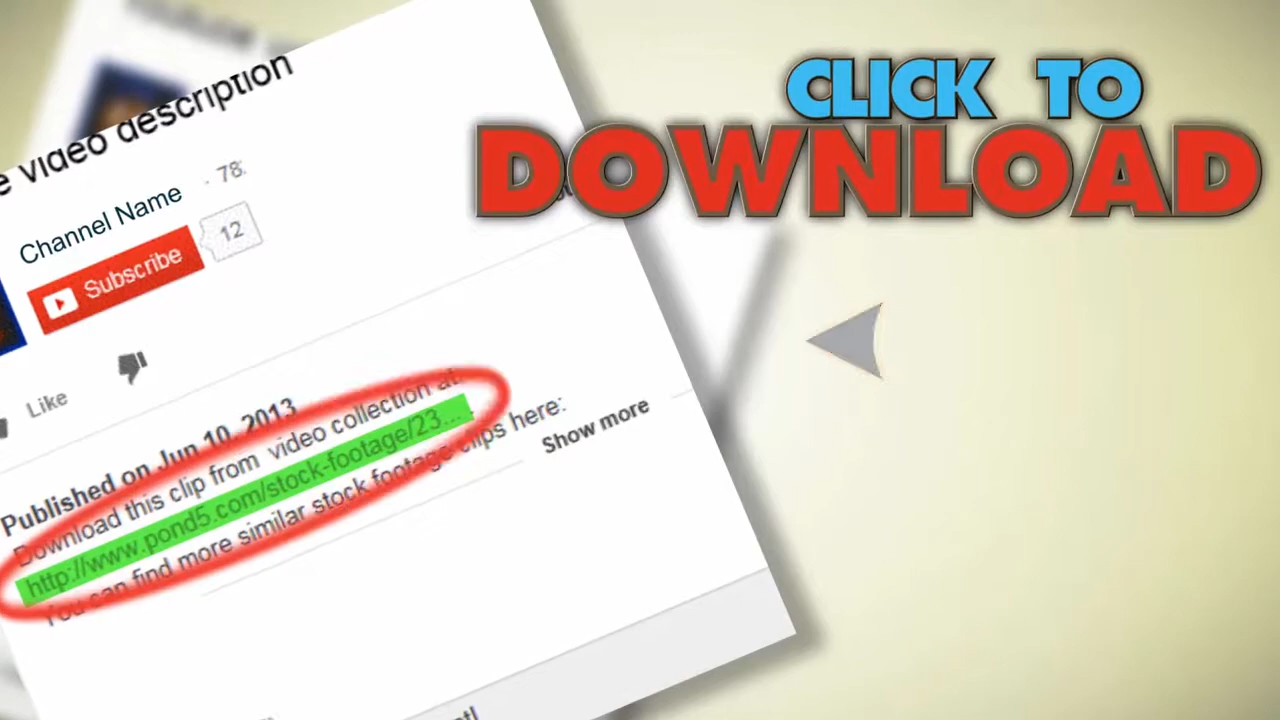 CLICK TO
DOWNLOAD
e video description
Channel Name
Subscribe
12
Like
Published on Jun 10, 2013
Download this clip from video collection at
http://www.pond5.com/stock-footage/23...
You can find more similar stock footage clips here:
Show more